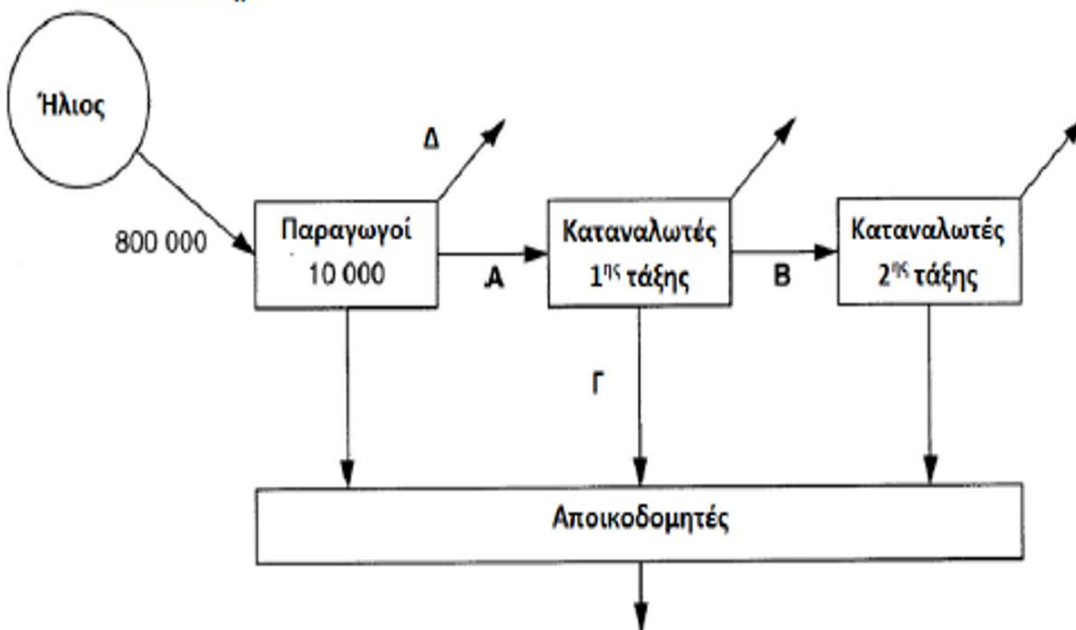 Ήλιος
Δ
800 000
Παραγωγοί
10 000
Α
Καταναλωτές
1ης τάξης
Β
Καταναλωτές
2ης τάξης
Γ
Αποικοδομητές